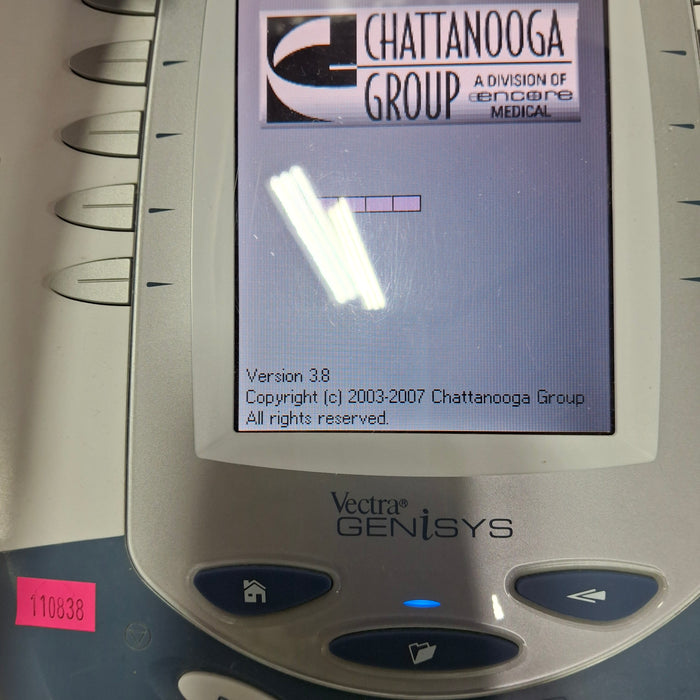 CHATTANOOGA
GROUP
A DIVISION OF
encore
MEDICAL
Version 3.8
Copyright (c) 2003-2007 Chattanooga Group
All rights reserved.
Vectra®
GENiSYS
110838